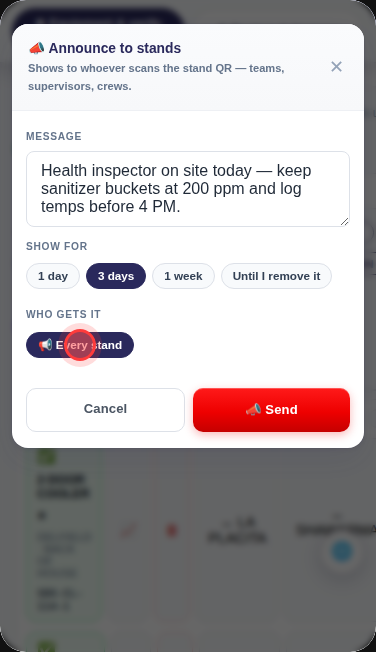 📣 Announce to stands
Shows to whoever scans the stand QR — teams,
supervisors, crews.
✕
MESSAGE
Health inspector on site today — keep
sanitizer buckets at 200 ppm and log
temps before 4 PM.
SHOW FOR
1 day 3 days 1 week Until I remove it
WHO GETS IT
📢 Every stand
Cancel 📣 Send
LA
PLACITA